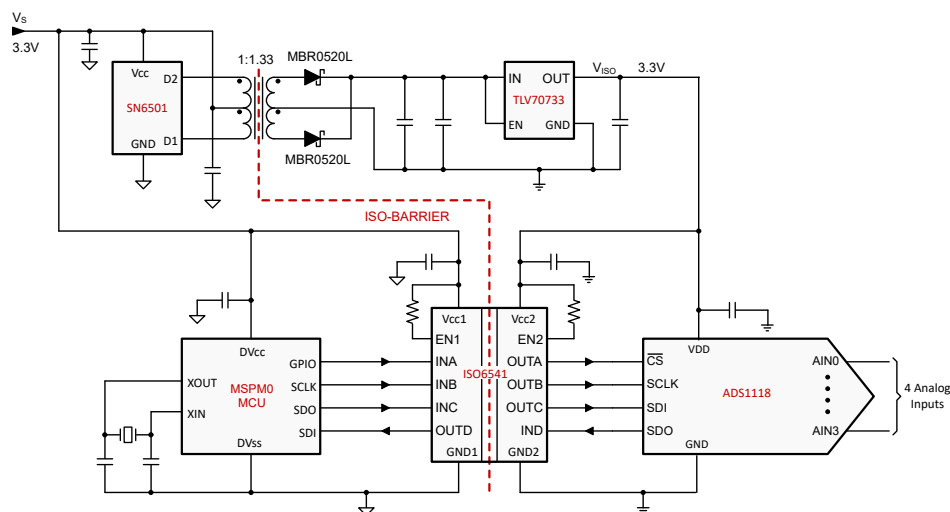 VS
3.3V
1:1.33
MBR0520L
Vcc
D2
SN6501
GND
D1
MBR0520L
IN
OUT
TLV70733
EN
GND
VISO
3.3V
ISO-BARRIER
DVcc
XOUT
XIN
MSPM0
MCU
GPIO
SCLK
SDO
SDI
DVss
Vcc1
EN1
INA
INB
INC
OUTD
GND1
ISO6541
Vcc2
EN2
OUTA
OUTB
OUTC
IND
GND2
VDD
CS
SCLK
SDI
SDO
GND
ADS1118
AIN0
AIN3
4 Analog
Inputs